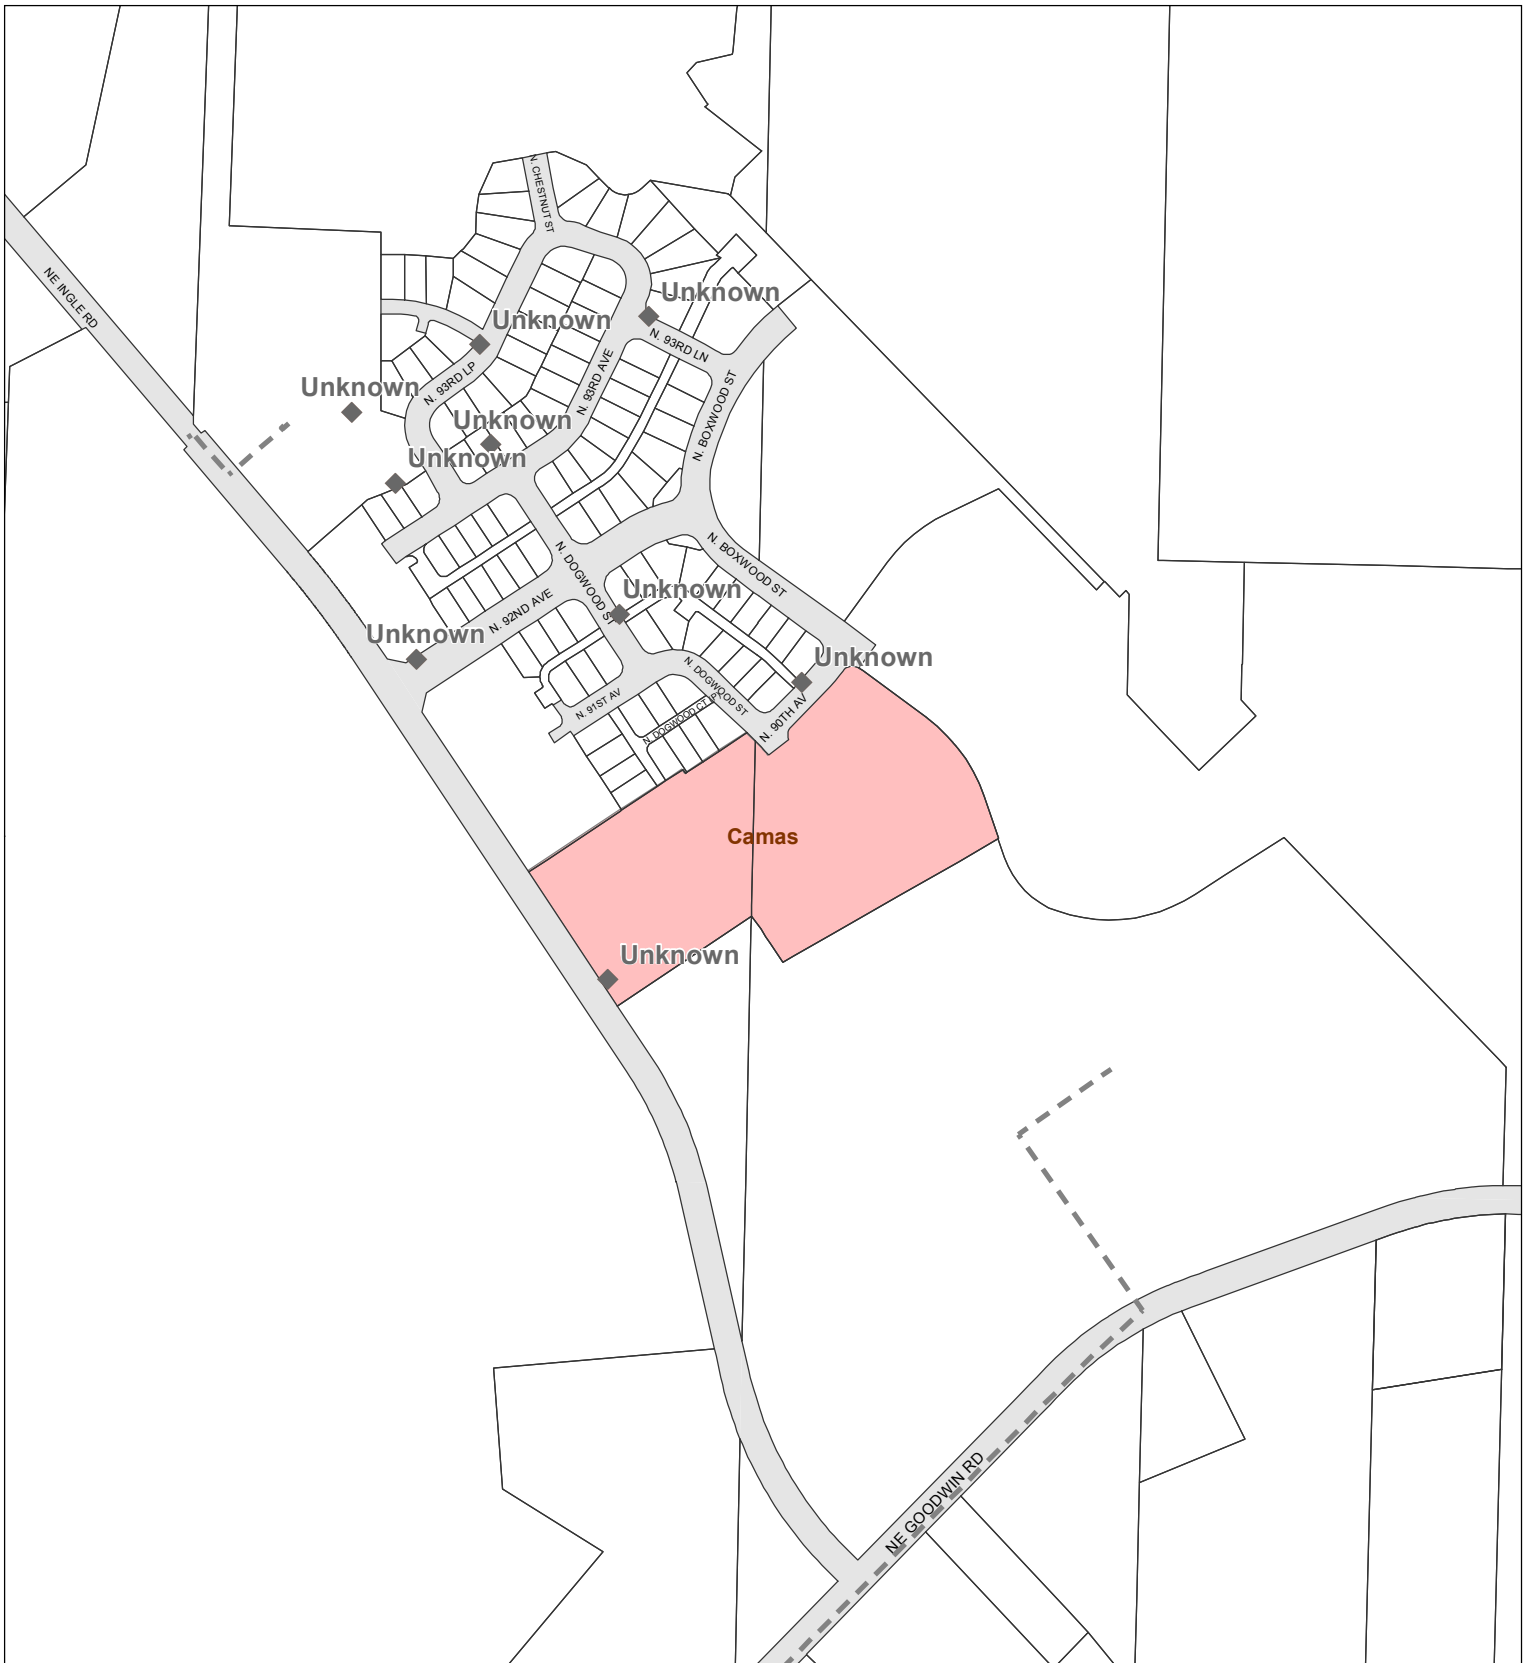 N. CHESTNUT ST
NE INGLE RD
Unknown
Unknown
N. 93RD LN
N. 93RD AVE
N. 93RD LP
Unknown
N. BOXWOOD ST
Unknown
Unknown
N. BOXWOOD ST
N. DOGWOOD ST
Unknown
N. 92ND AVE
Unknown
Unknown
N. DOGWOOD ST
N. 91ST AV
N. DOGWOOD CT LP
N. 90TH AV
Camas
Unknown
NE GOODWIN RD